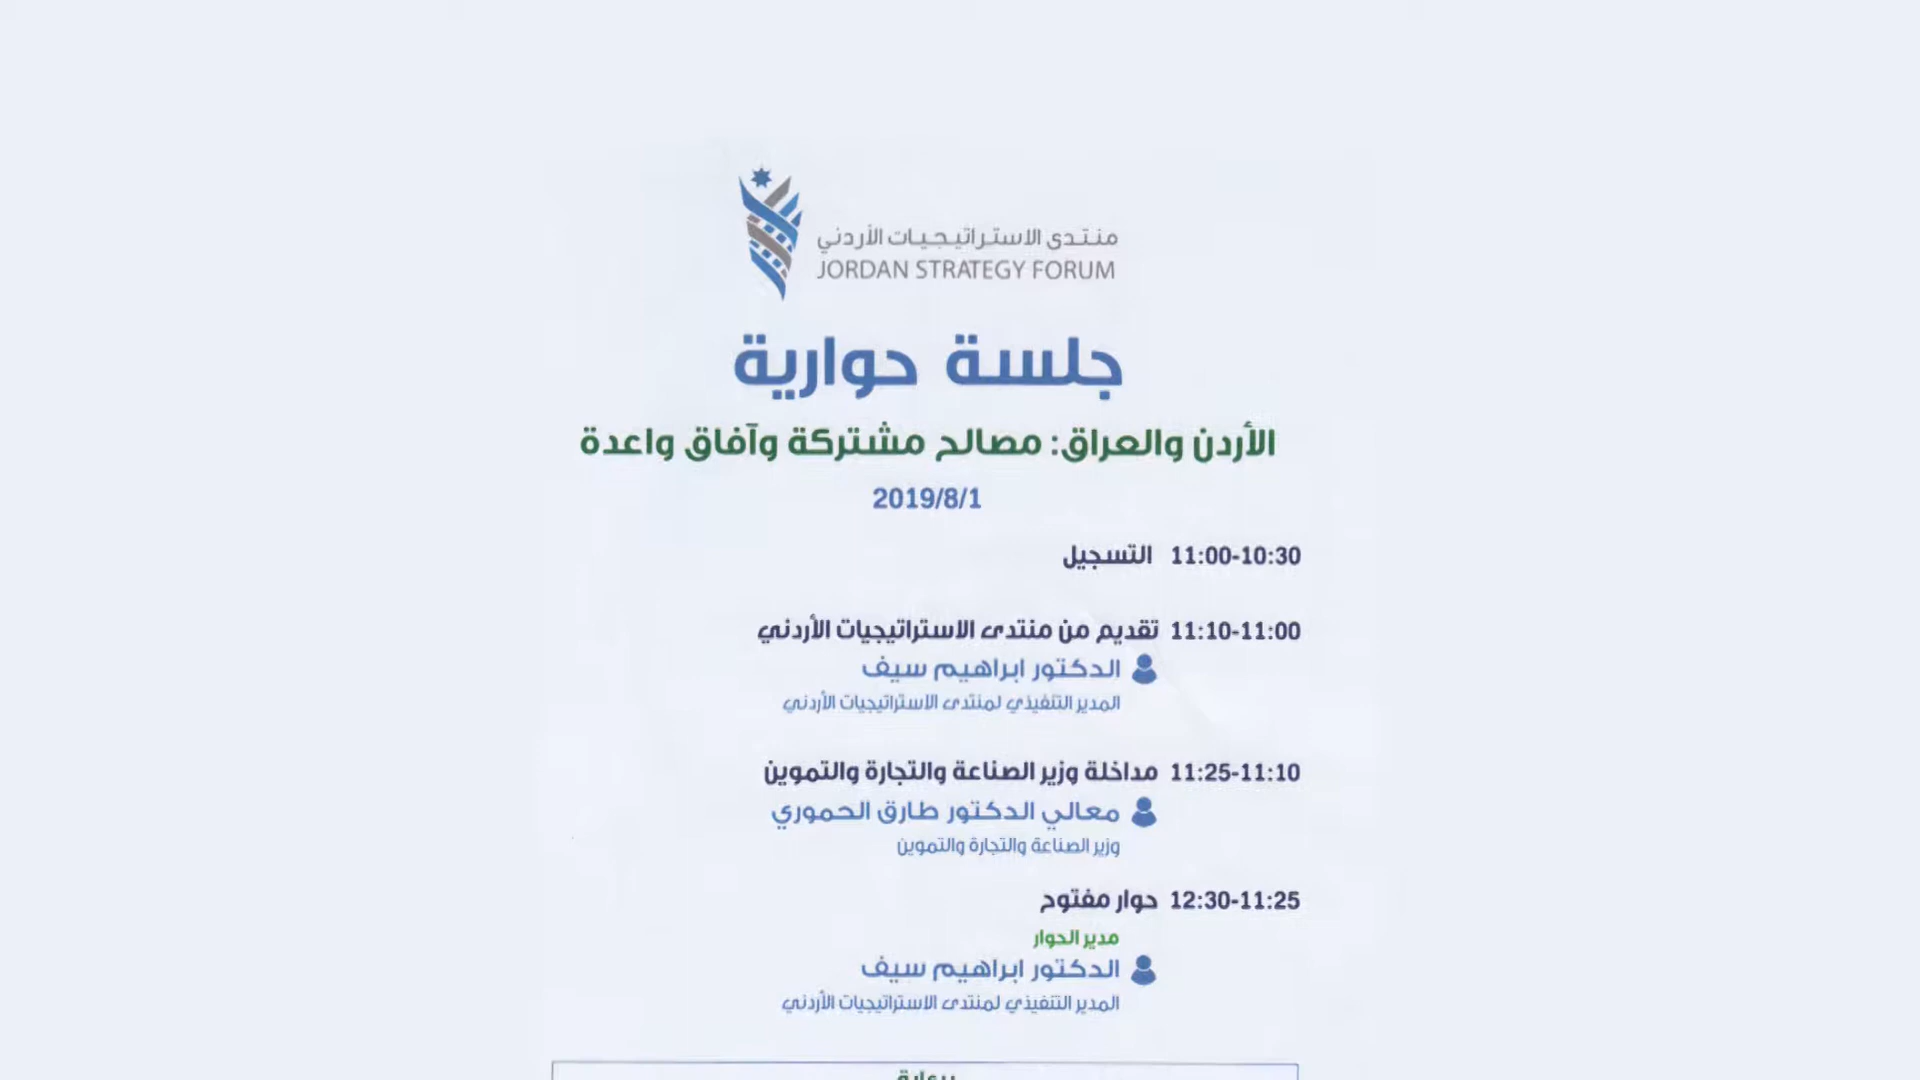 منتدى الاستراتيجيات الأردني
JORDAN STRATEGY FORUM
جلسة حوارية
الأردن والعراق: مصالح مشتركة وآفاق واعدة
2019/8/1
11:00-10:30 التسجيل
11:10-11:00 تقديم من منتدى الاستراتيجيات الأردني
الدكتور ابراهيم سيف
المدير التنفيذي لمنتدى الاستراتيجيات الأردني
11:25-11:10 مداخلة وزير الصناعة والتجارة والتموين
معالي الدكتور طارق الحموري
وزير الصناعة والتجارة والتموين
12:30-11:25 حوار مفتوح
مدير الحوار
الدكتور ابراهيم سيف
المدير التنفيذي لمنتدى الاستراتيجيات الأردني